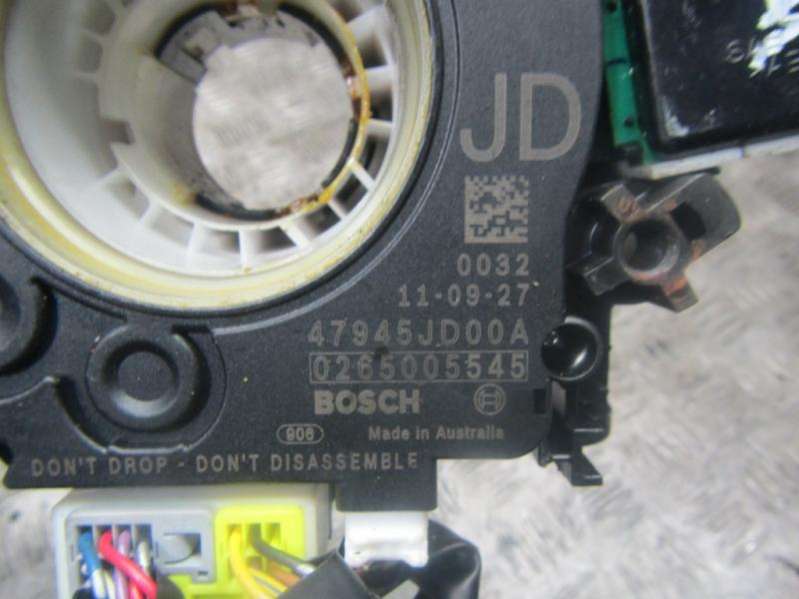 JD
0032
11-09-27
47945JD00A
0265005545
BOSCH
906 Made in Australia
DON'T DROP - DON'T DISASSEMBLE